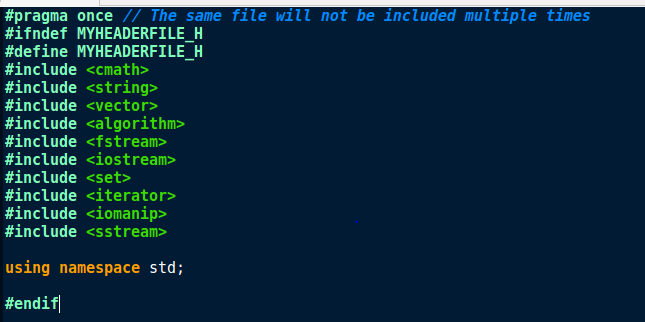 #pragma once // The same file will not be included multiple times
#ifndef MYHEADERFILE_H
#define MYHEADERFILE_H
#include <cmath>
#include <string>
#include <vector>
#include <algorithm>
#include <fstream>
#include <iostream>
#include <set>
#include <iterator>
#include <iomanip>
#include <sstream>
using namespace std;
#endif